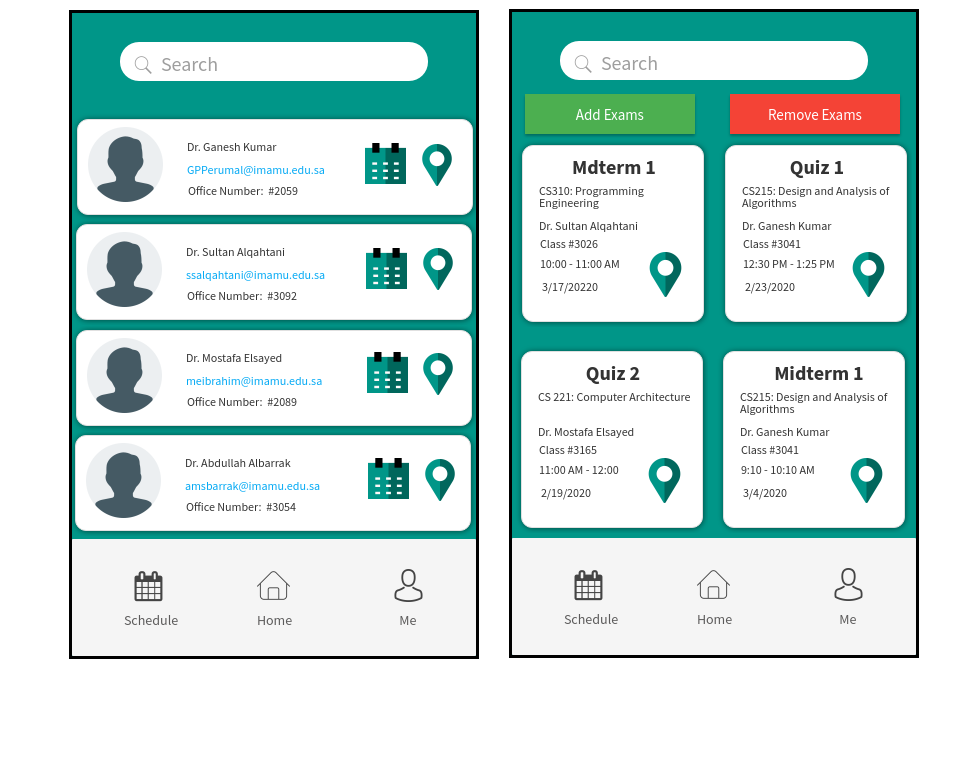 Search
Dr. Ganesh Kumar
GPPerumal@imamu.edu.sa
Office Number: #2059
Dr. Sultan Alqahtani
ssalqahtani@imamu.edu.sa
Office Number: #3092
Dr. Mostafa Elsayed
meibrahim@imamu.edu.sa
Office Number: #2089
Dr. Abdullah Albarrak
amsbarrak@imamu.edu.sa
Office Number: #3054
Schedule
Home
Me
Search
Add Exams
Remove Exams
Mdterm 1
CS310: Programming
Engineering
Dr. Sultan Alqahtani
Class #3026
10:00 - 11:00 AM
3/17/20220
Quiz 1
CS215: Design and Analysis of
Algorithms
Dr. Ganesh Kumar
Class #3041
12:30 PM - 1:25 PM
2/23/2020
Quiz 2
CS 221: Computer Architecture
Dr. Mostafa Elsayed
Class #3165
11:00 AM - 12:00
2/19/2020
Midterm 1
CS215: Design and Analysis of
Algorithms
Dr. Ganesh Kumar
Class #3041
9:10 - 10:10 AM
3/4/2020
Schedule
Home
Me